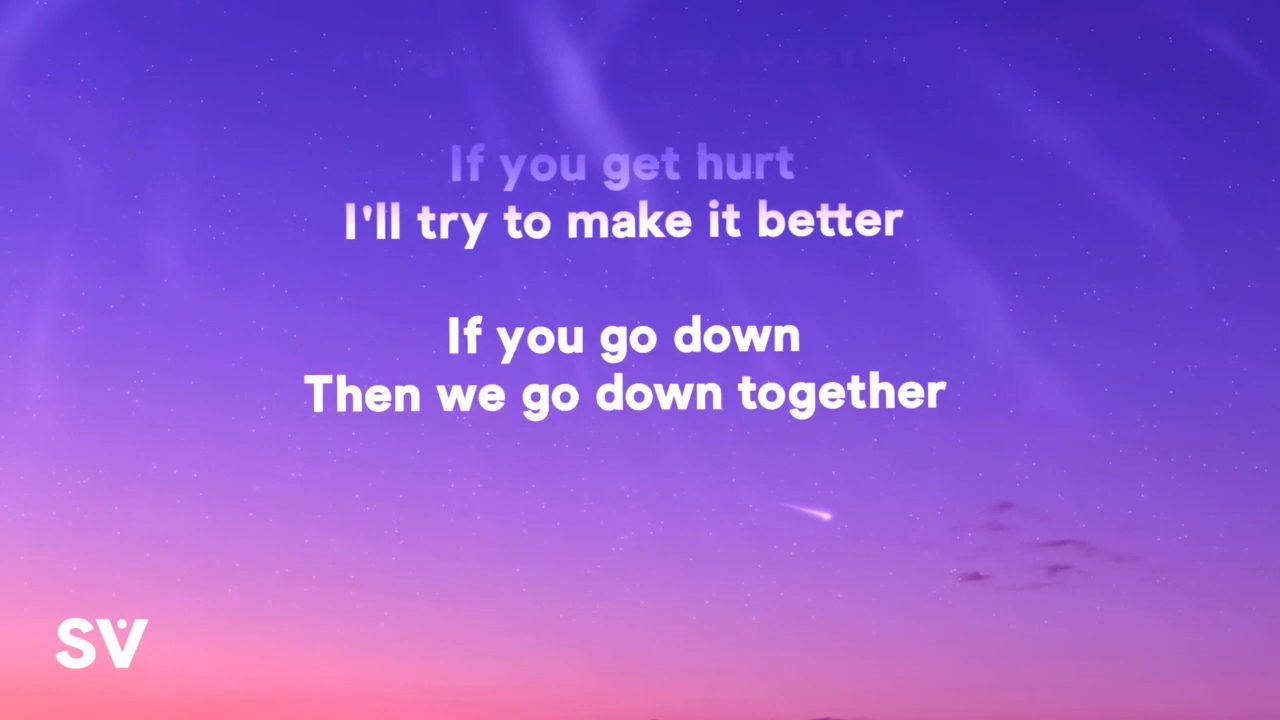 If you get hurt
I'll try to make it better
If you go down
Then we go down together
SV